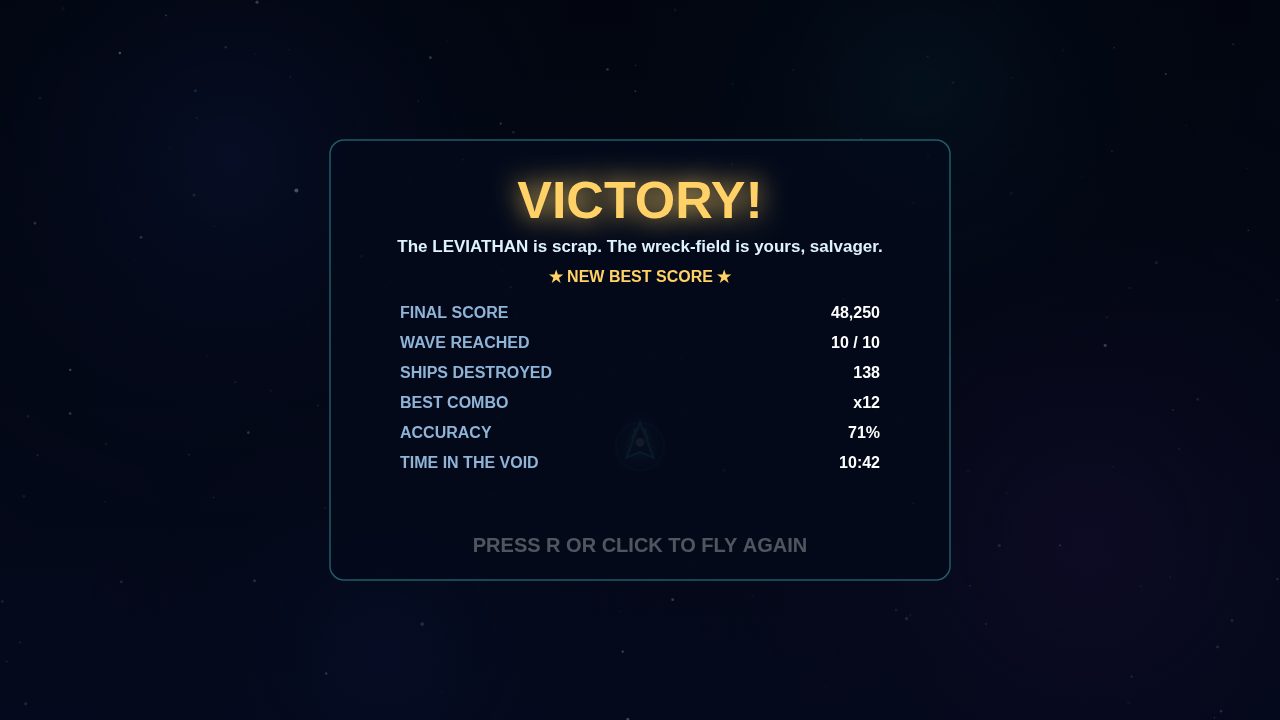 VICTORY!
The LEVIATHAN is scrap. The wreck-field is yours, salvager.
★ NEW BEST SCORE ★
FINAL SCORE 48,250
WAVE REACHED 10 / 10
SHIPS DESTROYED 138
BEST COMBO x12
ACCURACY 71%
TIME IN THE VOID 10:42
PRESS R OR CLICK TO FLY AGAIN